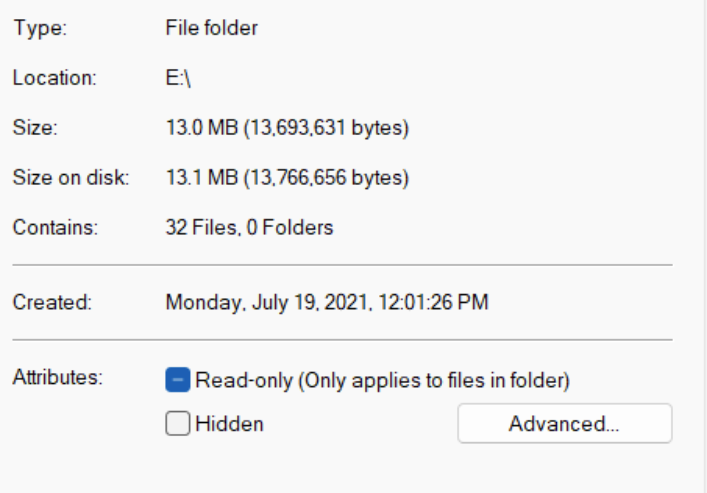 Type: File folder
Location: E:\
Size: 13.0 MB (13,693,631 bytes)
Size on disk: 13.1 MB (13,766,656 bytes)
Contains: 32 Files, 0 Folders
Created: Monday, July 19, 2021, 12:01:26 PM
Attributes: Read-only (Only applies to files in folder)
Hidden Advanced...